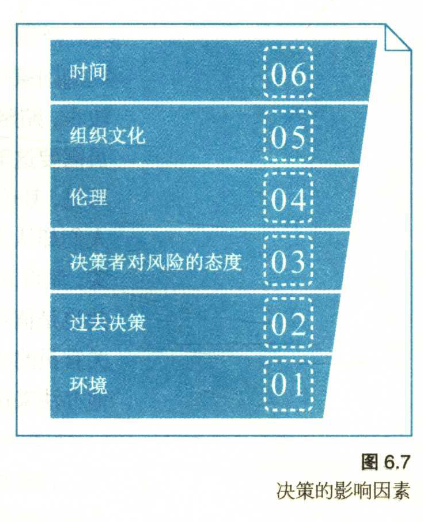 时间 06
组织文化 05
伦理 04
决策者对风险的态度 03
过去决策 02
环境 01
图 6.7
决策的影响因素